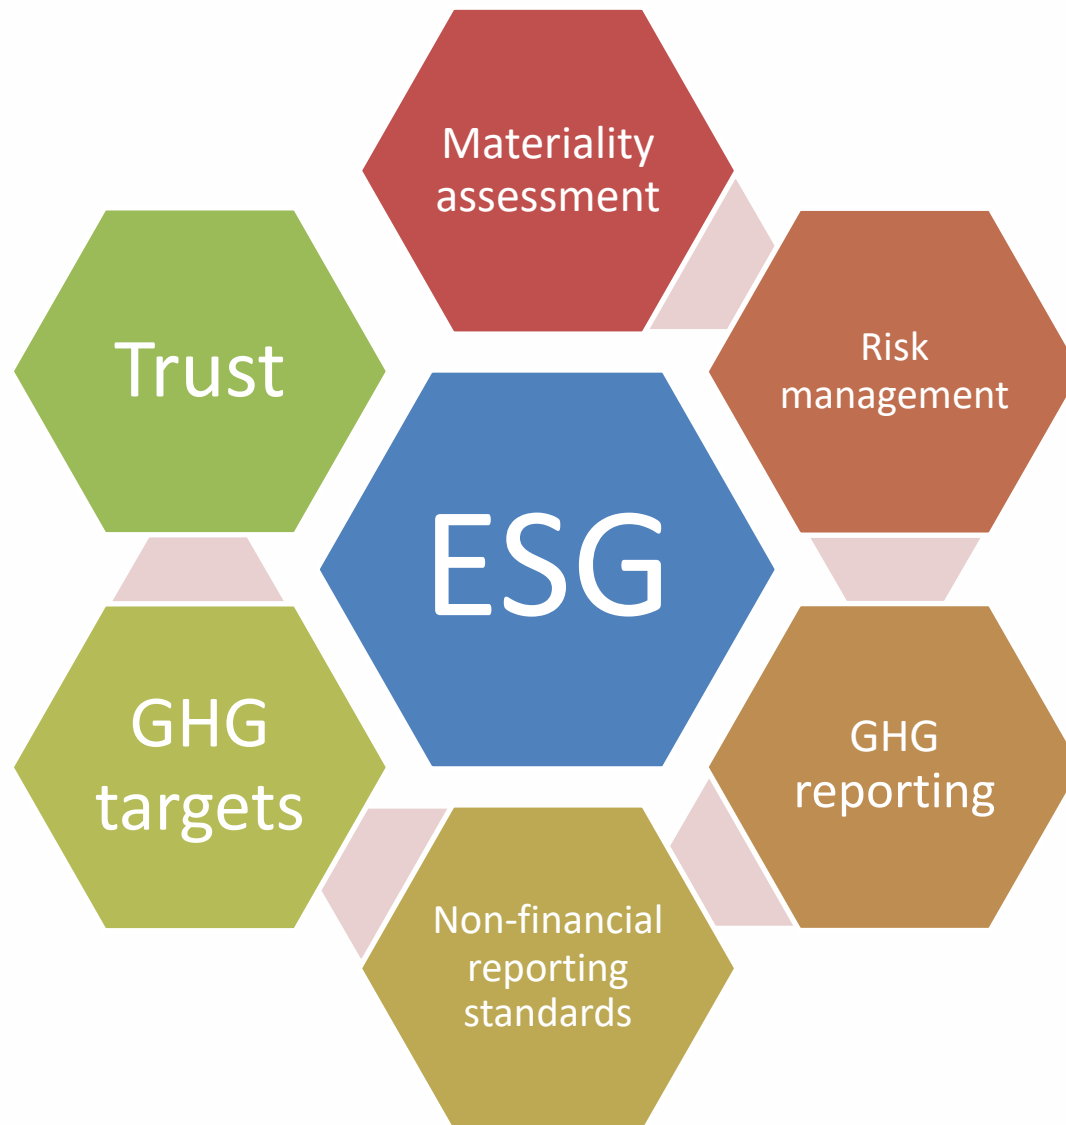 Materiality
assessment
Risk
management
GHG
reporting
Non-financial
reporting
standards
GHG
targets
Trust
ESG